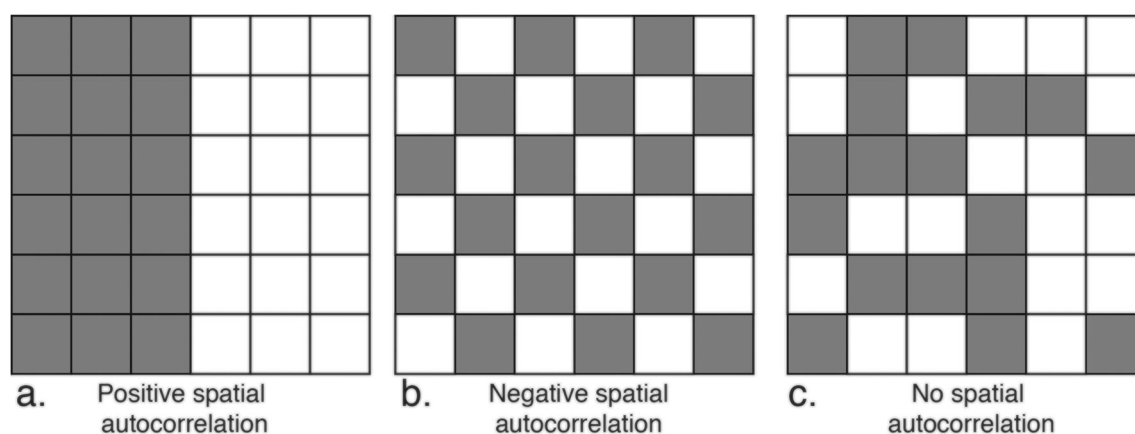 a. Positive spatial
autocorrelation
b. Negative spatial
autocorrelation
c. No spatial
autocorrelation